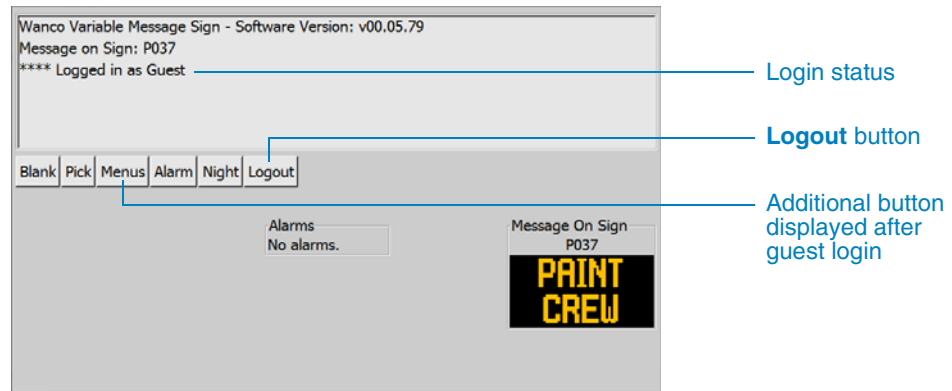 Wanco Variable Message Sign - Software Version: v00.05.79
Message on Sign: P037
**** Logged in as Guest
Login status
Logout button
Blank Pick Menus Alarm Night Logout
Additional button
displayed after
guest login
Alarms
No alarms.
Message On Sign
P037
PAINT
CREW